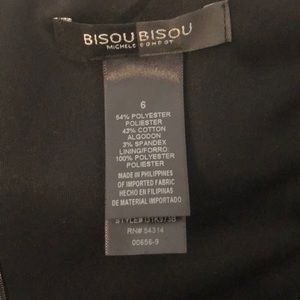 BISOU BISOU
MICHELE BOHBOT
6
54% POLYESTER
POLIESTER
43% COTTON
ALGODON
3% SPANDEX
LINING/FORRO:
100% POLYESTER
POLIESTER
MADE IN PHILIPPINES
OF IMPORTED FABRIC
HECHO EN FILIPINAS
DE MATERIAL IMPORTADO
RN# 54314
00656-9